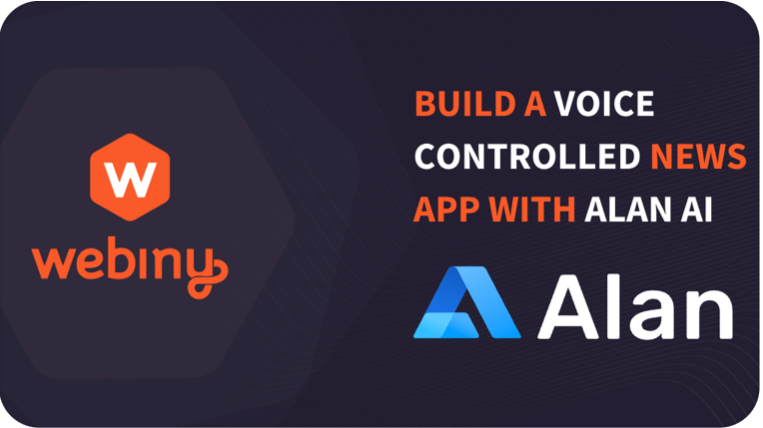 W
webiny
BUILD A VOICE
CONTROLLED NEWS
APP WITH ALAN AI
Alan